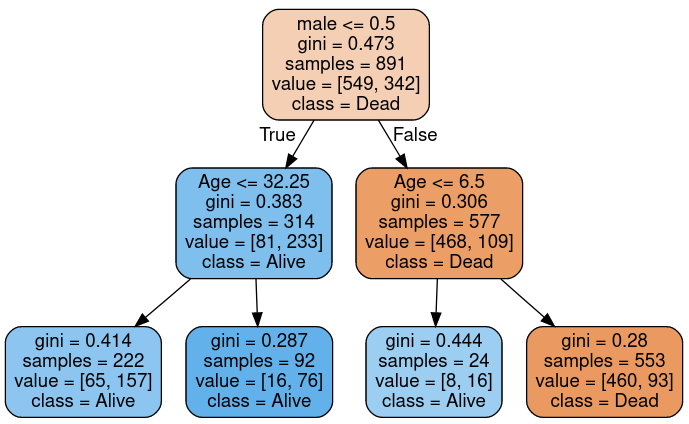 male <= 0.5
gini = 0.473
samples = 891
value = [549, 342]
class = Dead
True
False
Age <= 32.25
gini = 0.383
samples = 314
value = [81, 233]
class = Alive
Age <= 6.5
gini = 0.306
samples = 577
value = [468, 109]
class = Dead
gini = 0.414
samples = 222
value = [65, 157]
class = Alive
gini = 0.287
samples = 92
value = [16, 76]
class = Alive
gini = 0.444
samples = 24
value = [8, 16]
class = Alive
gini = 0.28
samples = 553
value = [460, 93]
class = Dead